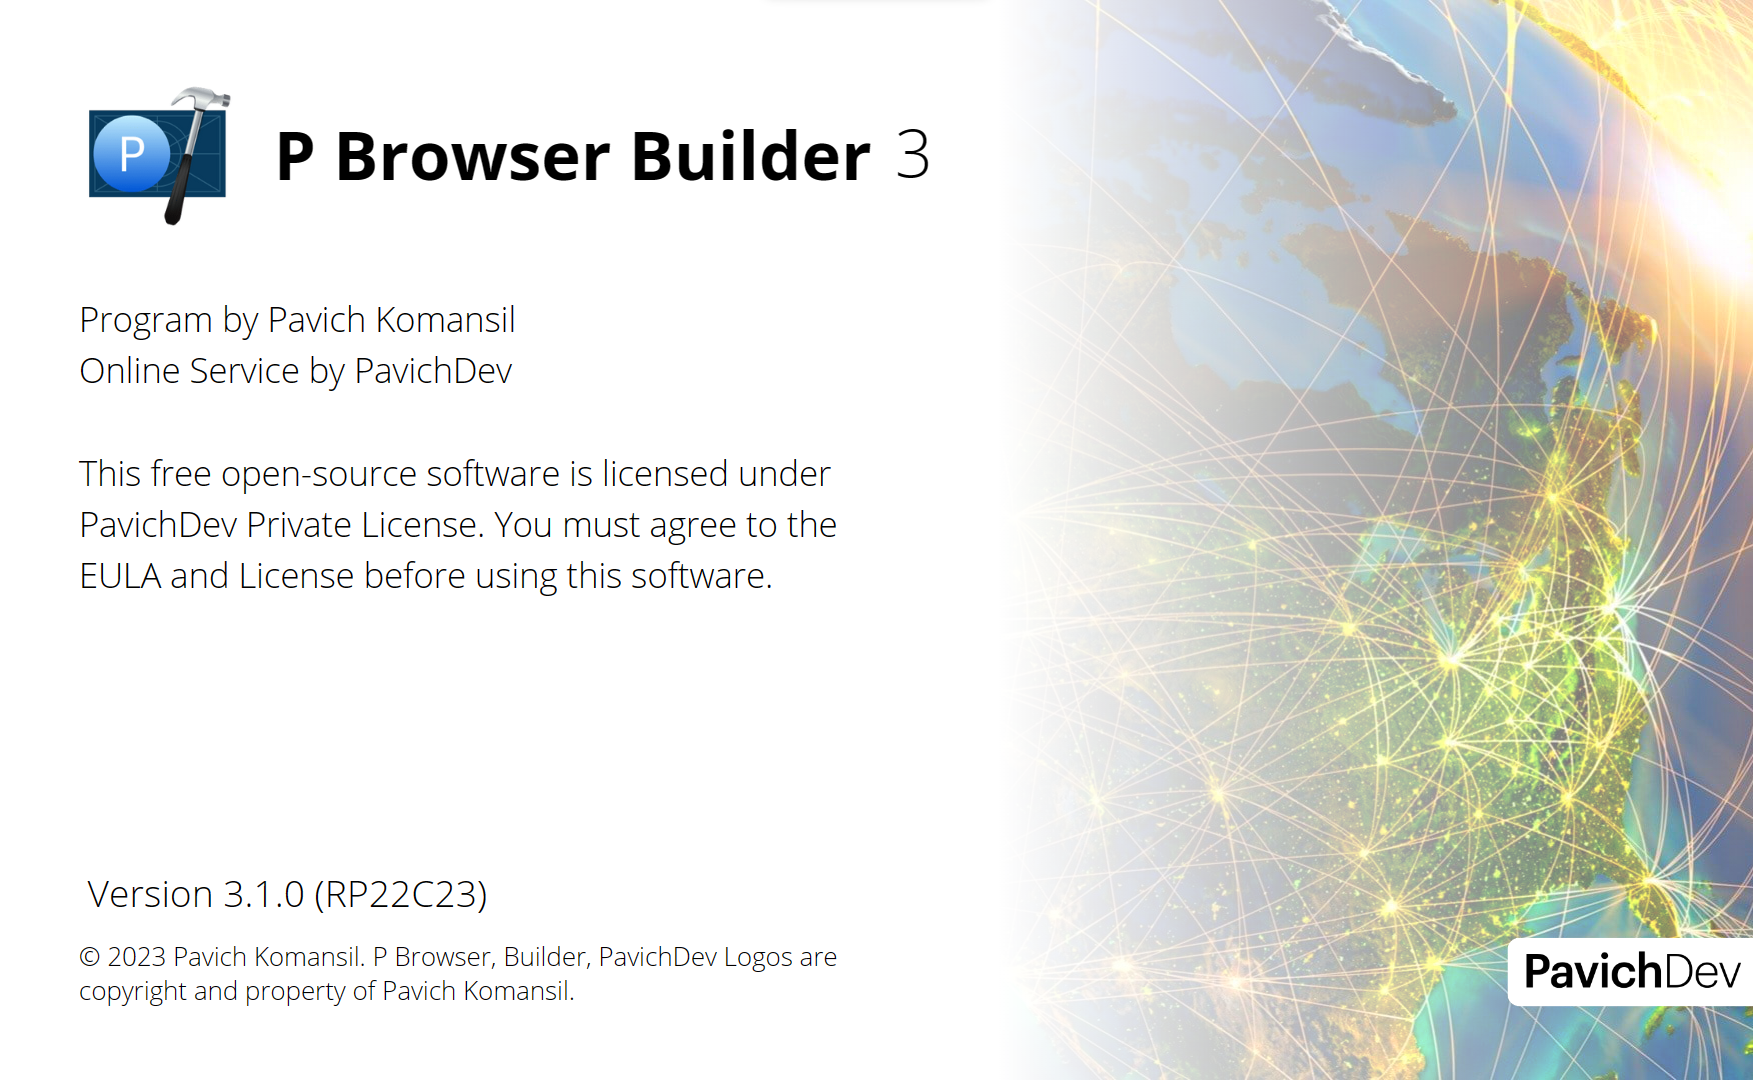 P
P Browser Builder 3
Program by Pavich Komansil
Online Service by PavichDev
This free open-source software is licensed under
PavichDev Private License. You must agree to the
EULA and License before using this software.
Version 3.1.0 (RP22C23)
© 2023 Pavich Komansil. P Browser, Builder, PavichDev Logos are
copyright and property of Pavich Komansil.
PavichDev